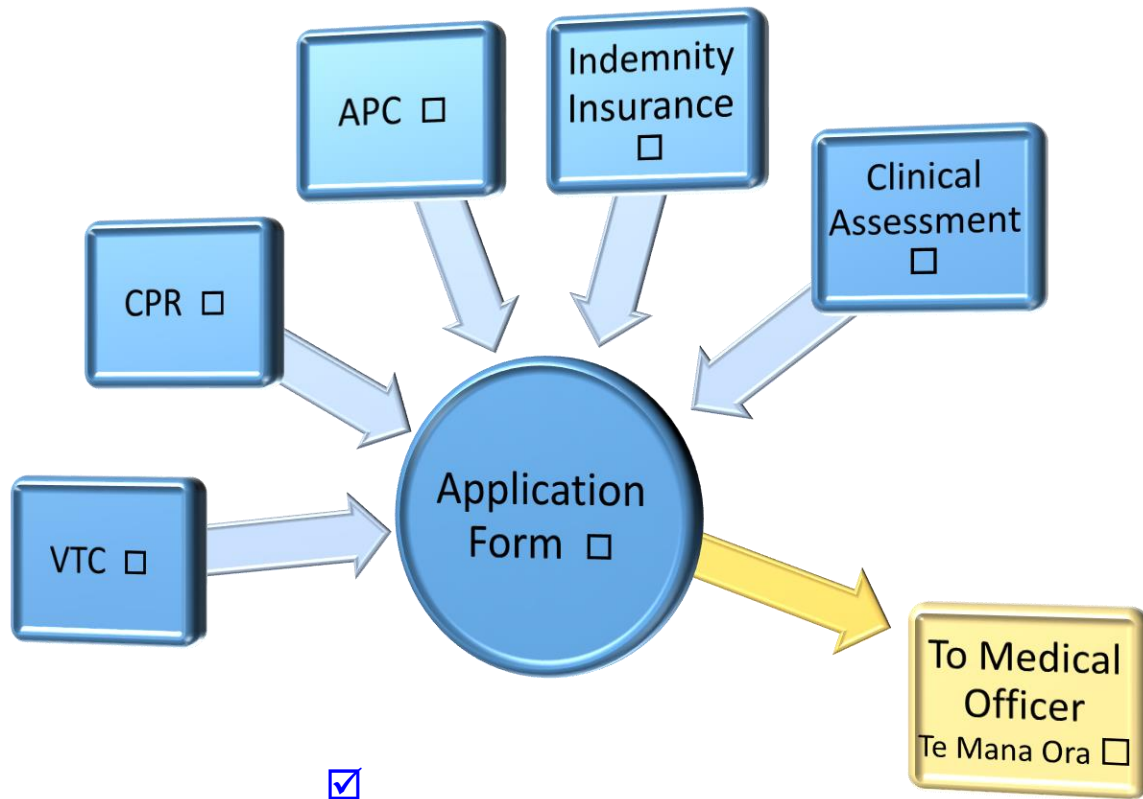 APC ☐
Indemnity
Insurance
☐
Clinical
Assessment
☐
CPR ☐
VTC ☐
Application
Form ☐
To Medical
Officer
Te Mana Ora ☐
☑